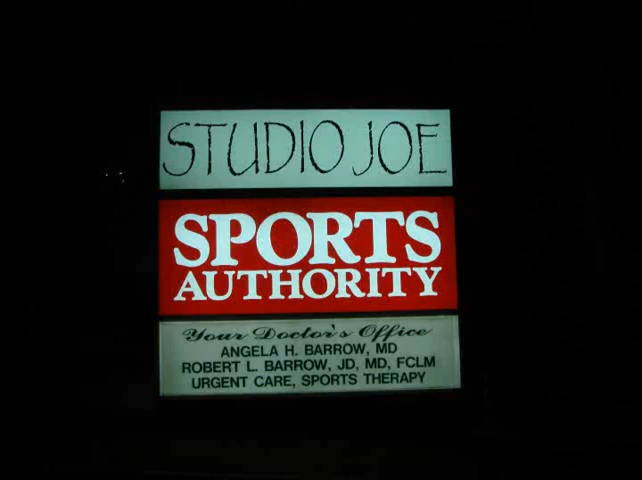 STUDIO JOE
SPORTS
AUTHORITY
Your Doctor's Office
ANGELA H. BARROW, MD
ROBERT L. BARROW, JD, MD, FCLM
URGENT CARE, SPORTS THERAPY